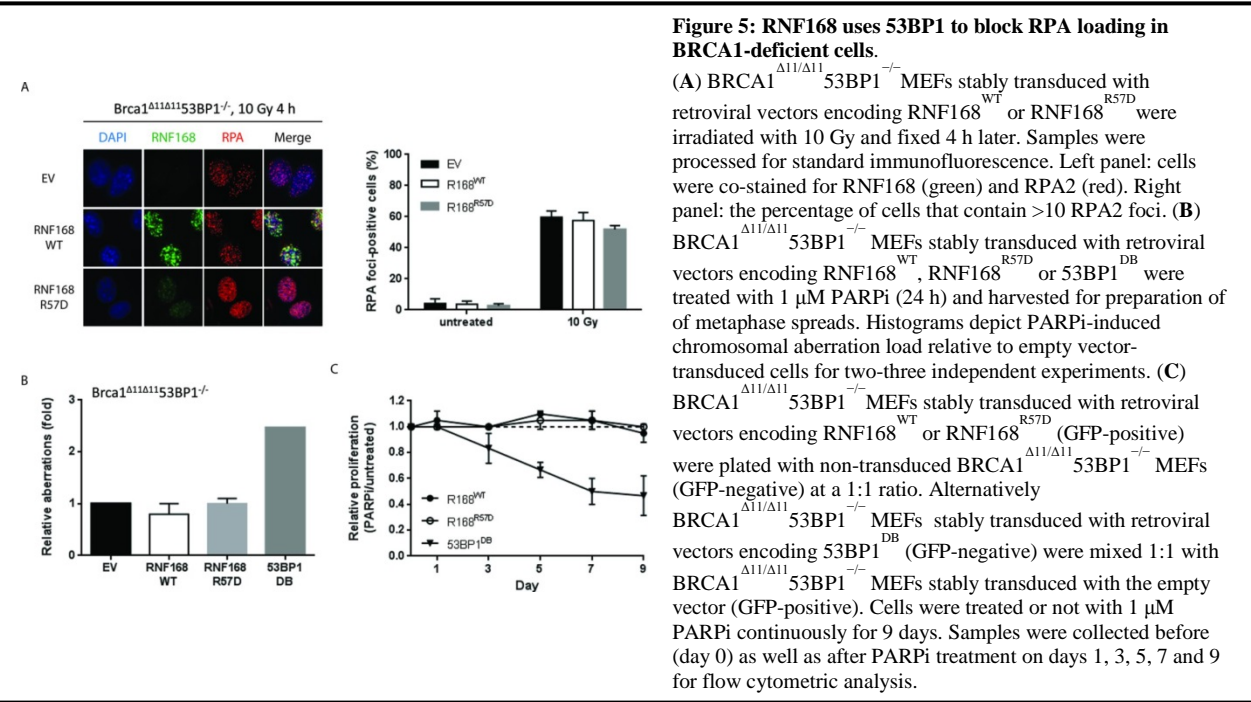 Figure 5: RNF168 uses 53BP1 to block RPA loading in
BRCA1-deficient cells.
(A) BRCA1Δ11/Δ11 53BP1−/− MEFs stably transduced with
retroviral vectors encoding RNF168WT or RNF168R57D were
irradiated with 10 Gy and fixed 4 h later. Samples were
processed for standard immunofluorescence. Left panel: cells
were co-stained for RNF168 (green) and RPA2 (red). Right
panel: the percentage of cells that contain >10 RPA2 foci. (B)
BRCA1Δ11/Δ11 53BP1−/− MEFs stably transduced with retroviral
vectors encoding RNF168WT, RNF168R57D or 53BP1DB were
treated with 1 μM PARPi (24 h) and harvested for preparation of
of metaphase spreads. Histograms depict PARPi-induced
chromosomal aberration load relative to empty vector-
transduced cells for two-three independent experiments. (C)
BRCA1Δ11/Δ11 53BP1−/− MEFs stably transduced with retroviral
vectors encoding RNF168WT or RNF168R57D (GFP-positive)
were plated with non-transduced BRCA1Δ11/Δ11 53BP1−/− MEFs
(GFP-negative) at a 1:1 ratio. Alternatively
BRCA1Δ11/Δ11 53BP1−/− MEFs stably transduced with retroviral
vectors encoding 53BP1DB (GFP-negative) were mixed 1:1 with
BRCA1Δ11/Δ11 53BP1−/− MEFs stably transduced with the empty
vector (GFP-positive). Cells were treated or not with 1 μM
PARPi continuously for 9 days. Samples were collected before
(day 0) as well as after PARPi treatment on days 1, 3, 5, 7 and 9
for flow cytometric analysis.
A
Brca1Δ11Δ1153BP1-/-, 10 Gy 4 h
DAPI RNF168 RPA Merge
EV
RNF168
WT
RNF168
R57D
RPA foci-positive cells (%)
100
80
60
40
20
0
EV
R168WT
R168R57D
untreated 10 Gy
B
Brca1Δ11Δ1153BP1-/-
Relative aberrations (fold)
3
2
1
0
EV RNF168 RNF168 53BP1
WT R57D DB
C
Relative proliferation
(PARPi/untreated)
1.2
1.0
0.8
0.6
0.4
0.2
0.0
R168WT
R168R57D
53BP1DB
1 3 5 7 9
Day